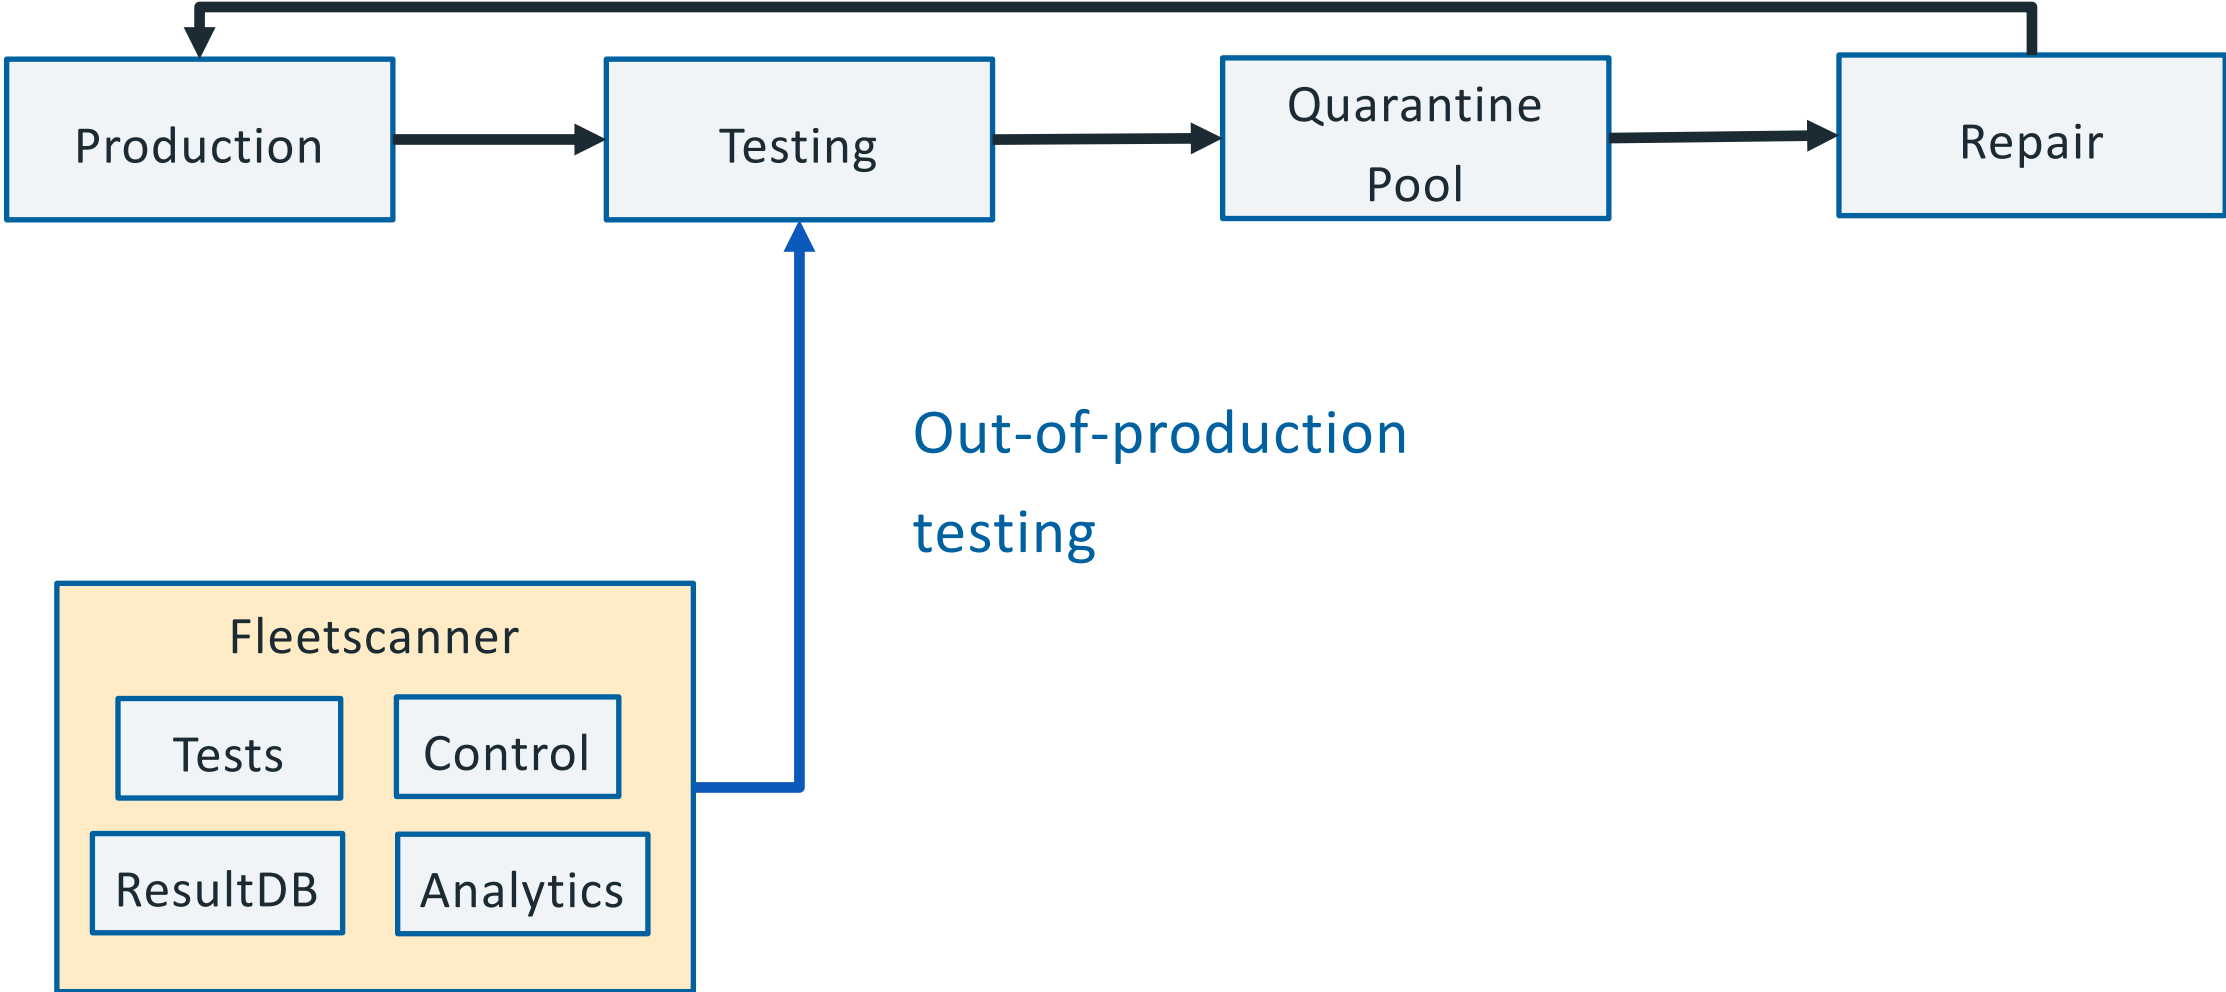 Production
Testing
Quarantine
Pool
Repair
Out-of-production
testing
Fleetscanner
Tests
Control
ResultDB
Analytics